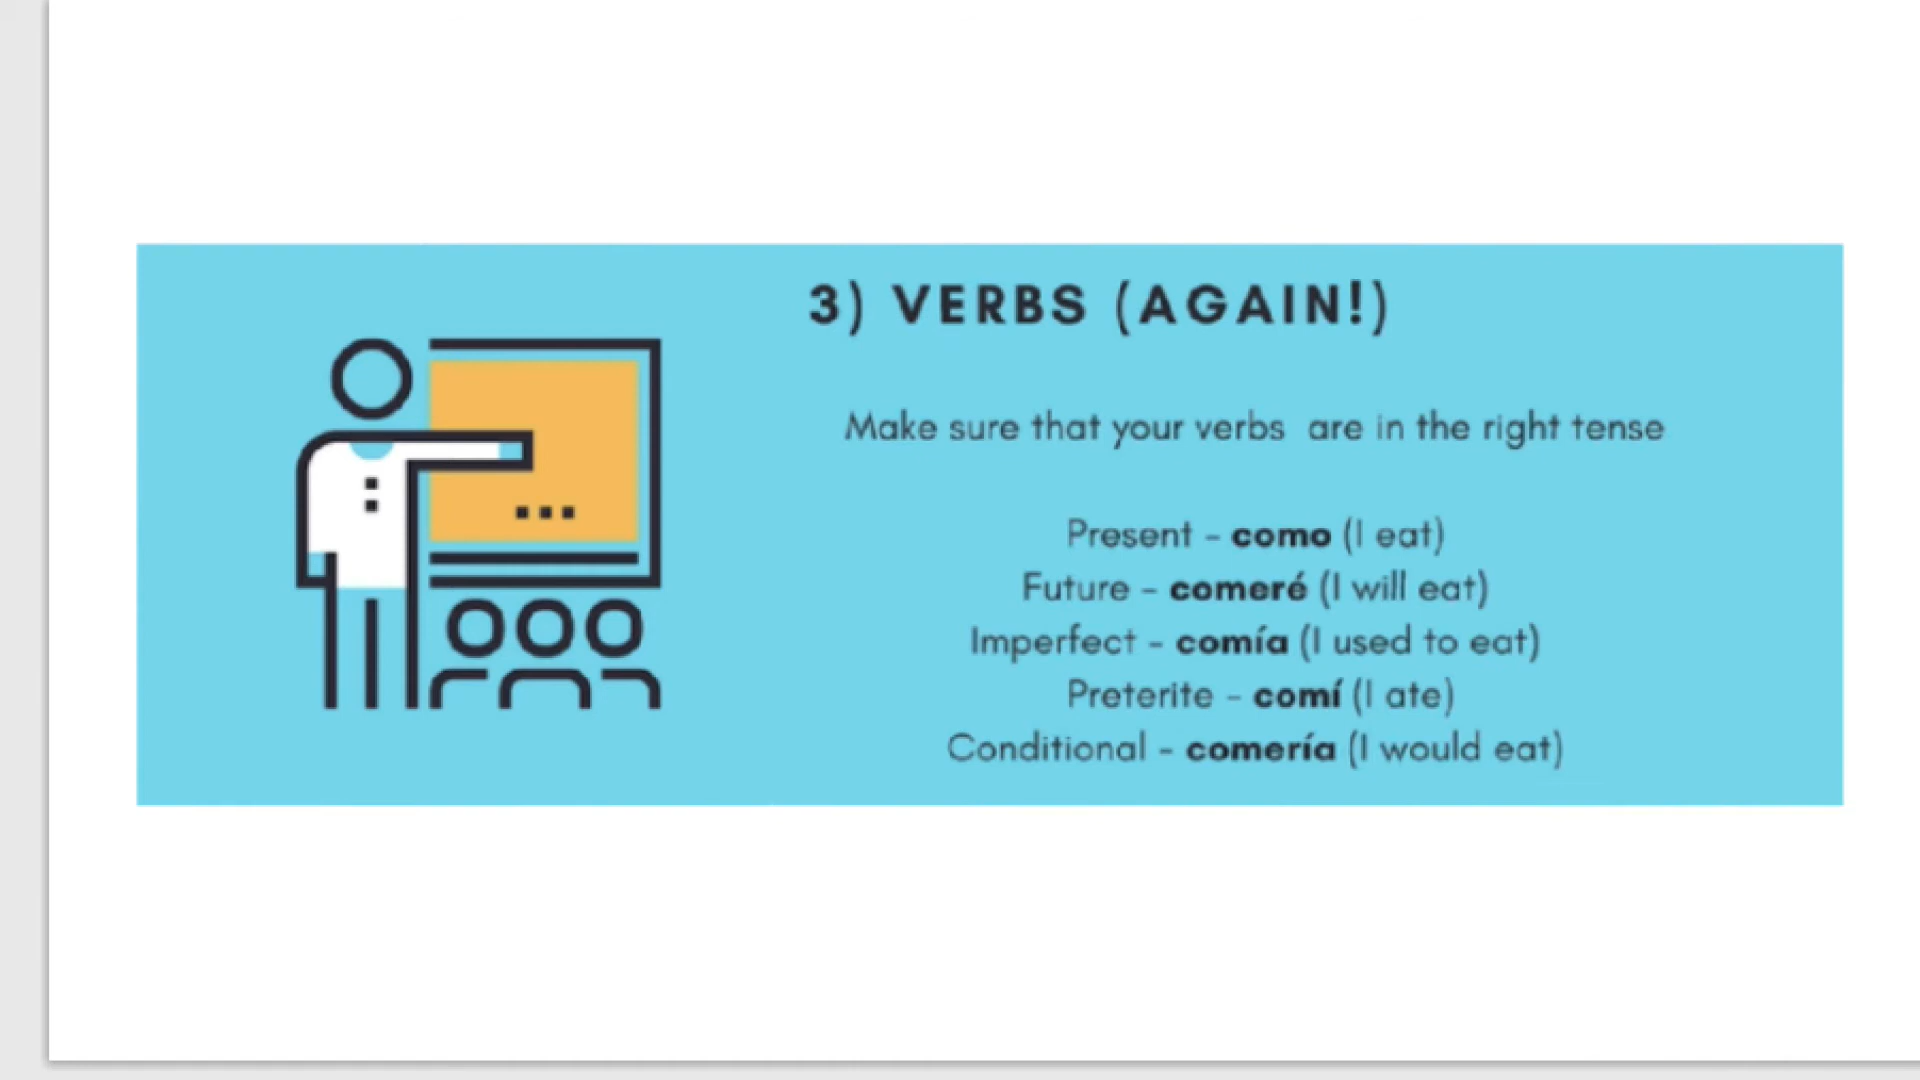 3) VERBS (AGAIN!)
Make sure that your verbs are in the right tense
Present - como (I eat)
Future - comeré (I will eat)
Imperfect - comía (I used to eat)
Preterite - comí (I ate)
Conditional - comería (I would eat)